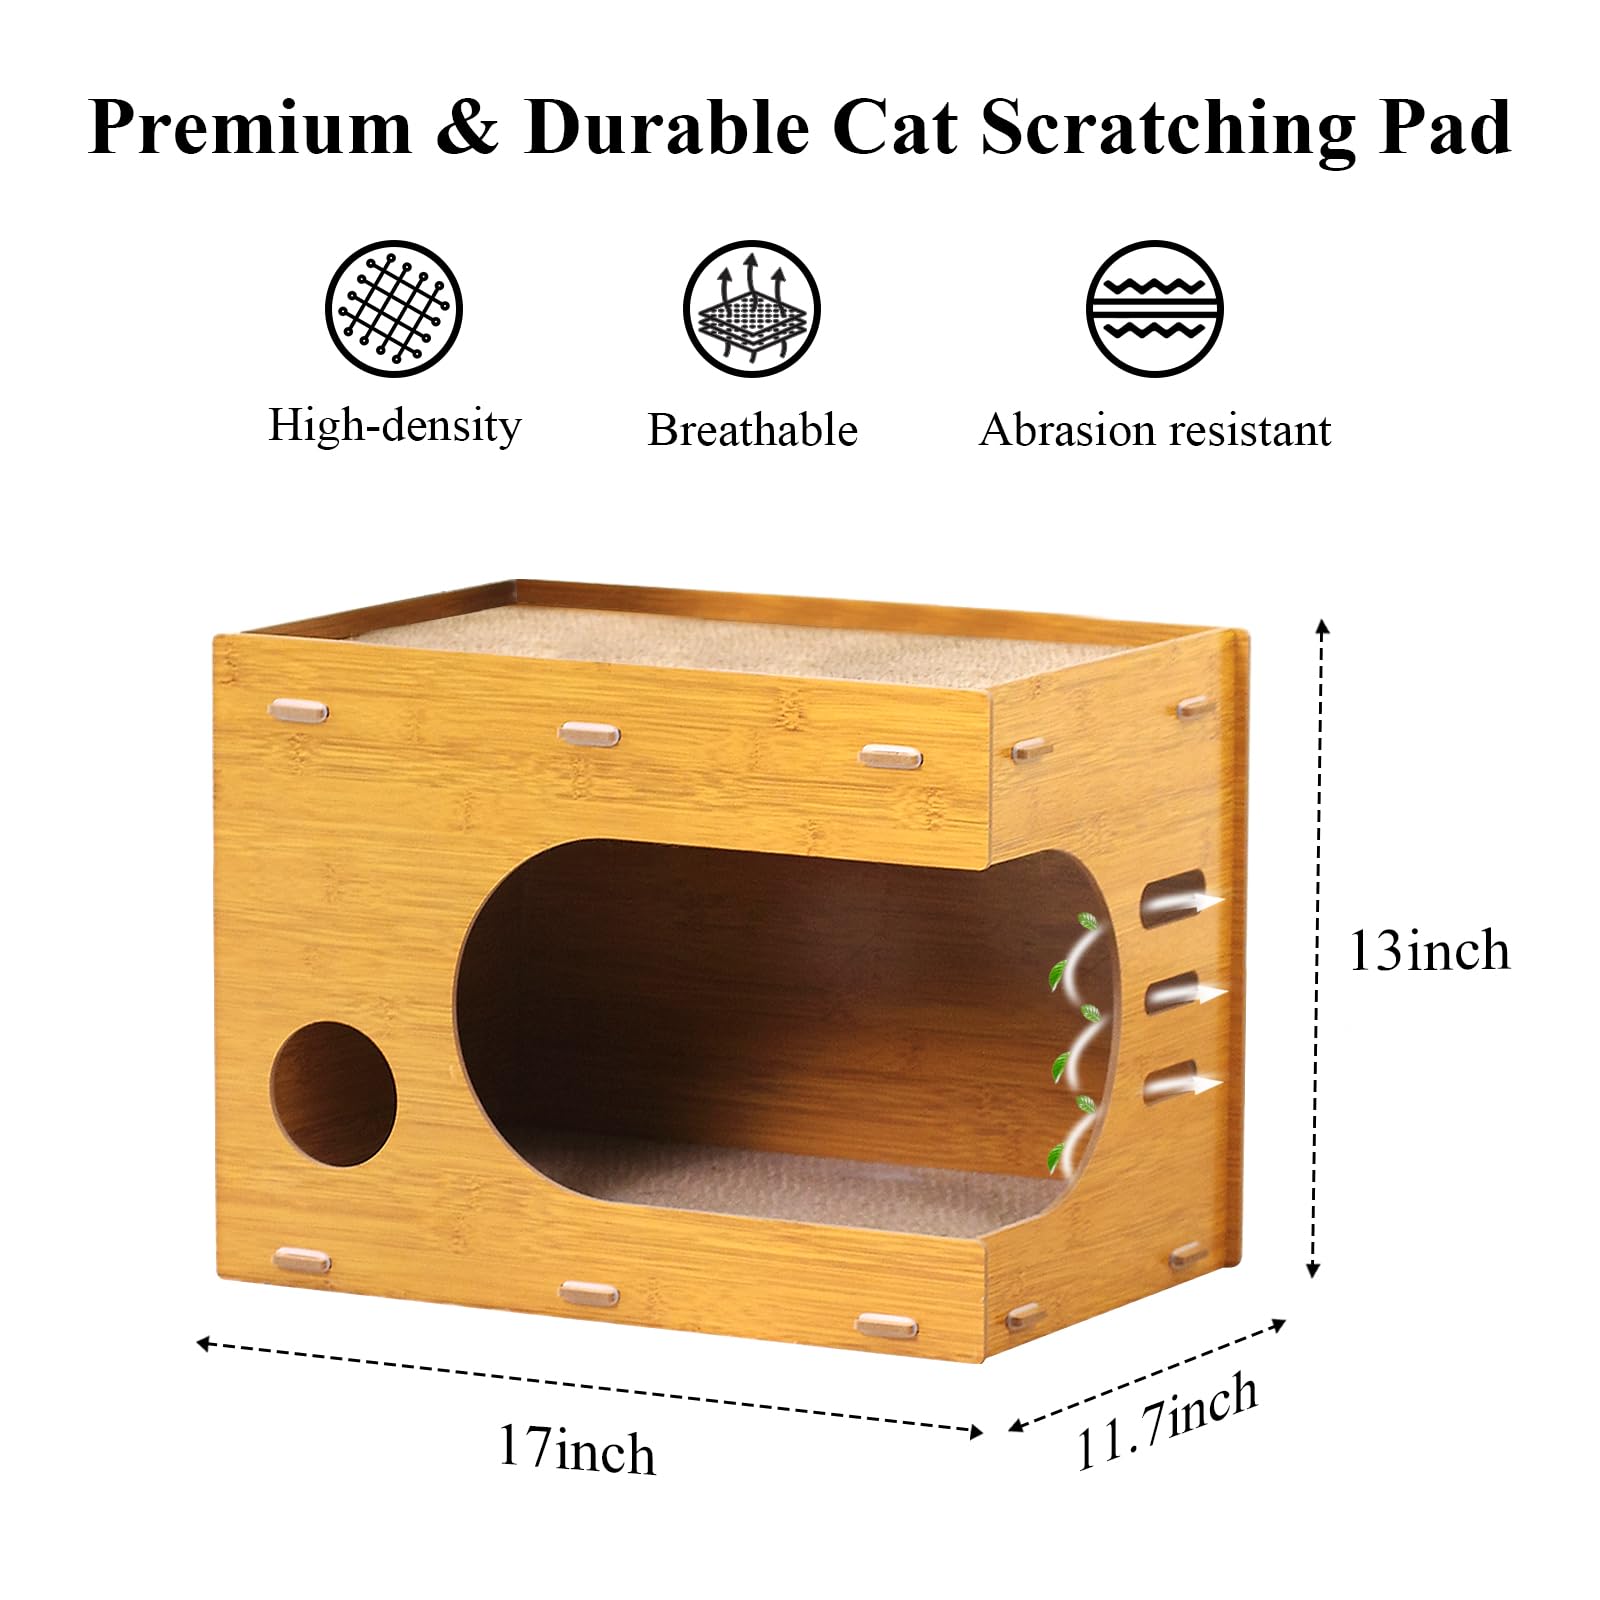 Premium & Durable Cat Scratching Pad
High-density
Breathable
Abrasion resistant
13inch
11.7inch
17inch